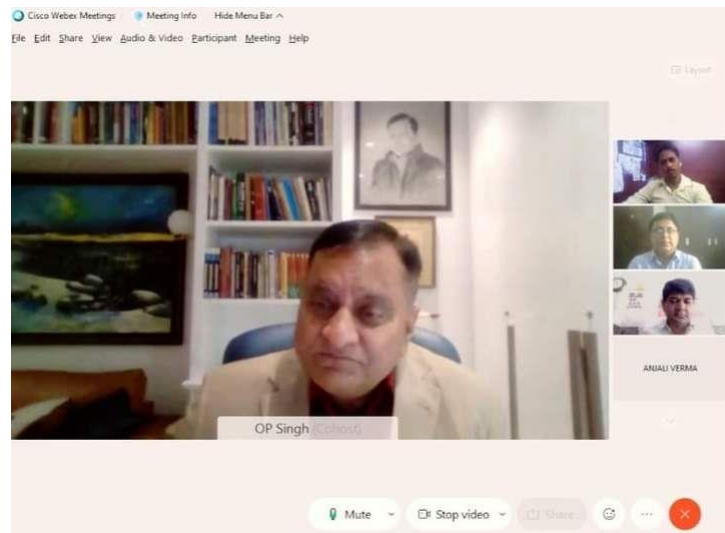 Cisco Webex Meetings Meeting Info Hide Menu Bar
File Edit Share View Audio & Video Participant Meeting Help
Layout
ANJALI VERMA
OP Singh (Cohost)
Mute Stop video Share